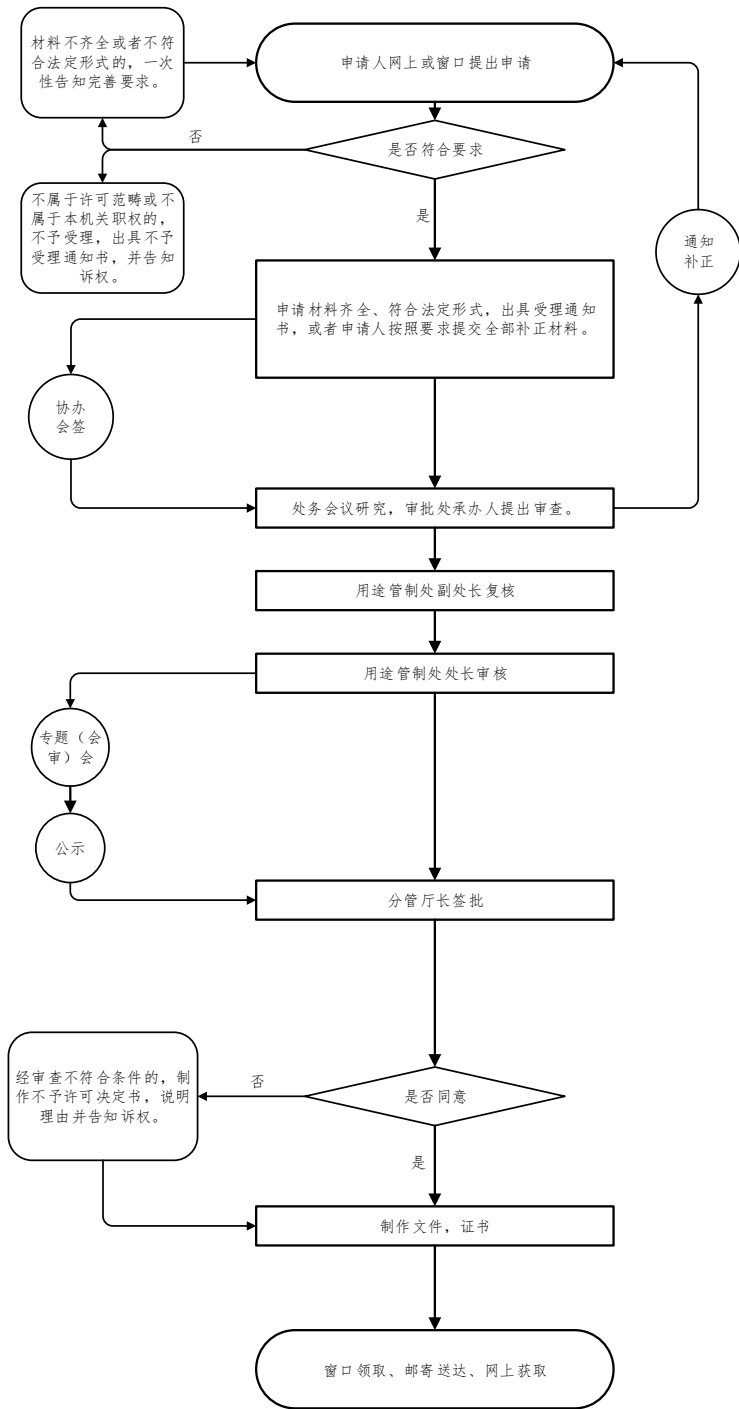 材料不齐全或者不符
合法定形式的，一次
性告知完善要求。
申请人网上或窗口提出申请
否
是否符合要求
不属于许可范畴或不
属于本机关职权的，
不予受理，出具不予
受理通知书，并告知
诉权。
是
通知
补正
申请材料齐全、符合法定形式，出具受理通知
书，或者申请人按照要求提交全部补正材料。
协办
会签
处务会议研究，审批处承办人提出审查。
用途管制处副处长复核
用途管制处处长审核
专题（会
审）会
公示
分管厅长签批
经审查不符合条件的，制
作不予许可决定书，说明
理由并告知诉权。
否
是否同意
是
制作文件，证书
窗口领取、邮寄送达、网上获取